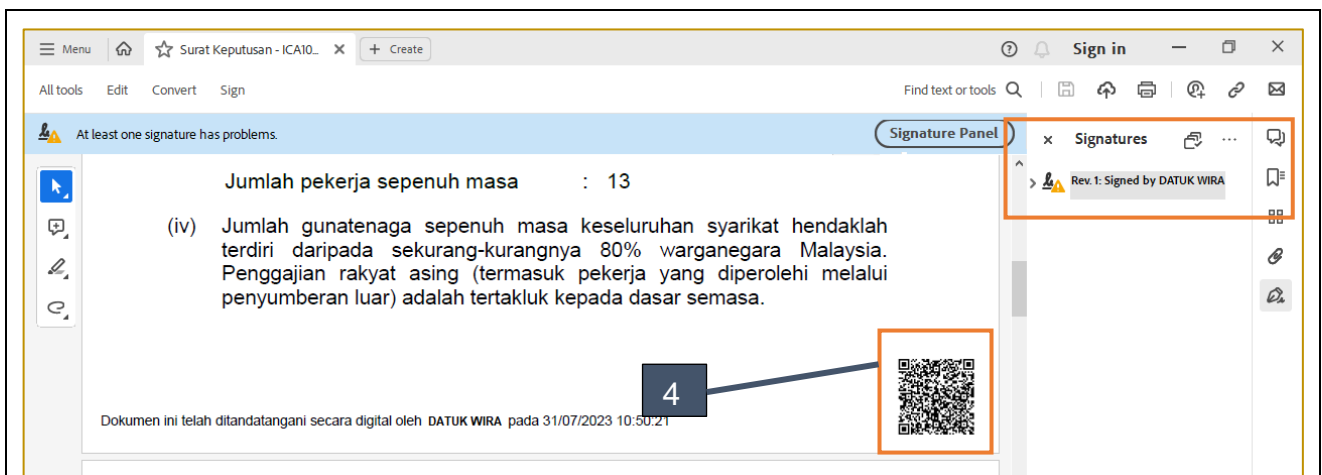 Menu
Surat Keputusan - ICA10_
+ Create
Sign in
All tools Edit Convert Sign
Find text or tools
At least one signature has problems.
Signature Panel
Signatures
Rev. 1: Signed by DATUK WIRA
Jumlah pekerja sepenuh masa : 13
(iv) Jumlah gunatenaga sepenuh masa keseluruhan syarikat hendaklah
terdiri daripada sekurang-kurangnya 80% warganegara Malaysia.
Penggajian rakyat asing (termasuk pekerja yang diperolehi melalui
penyumberan luar) adalah tertakluk kepada dasar semasa.
4
Dokumen ini telah ditandatangani secara digital oleh DATUK WIRA pada 31/07/2023 10:50:21